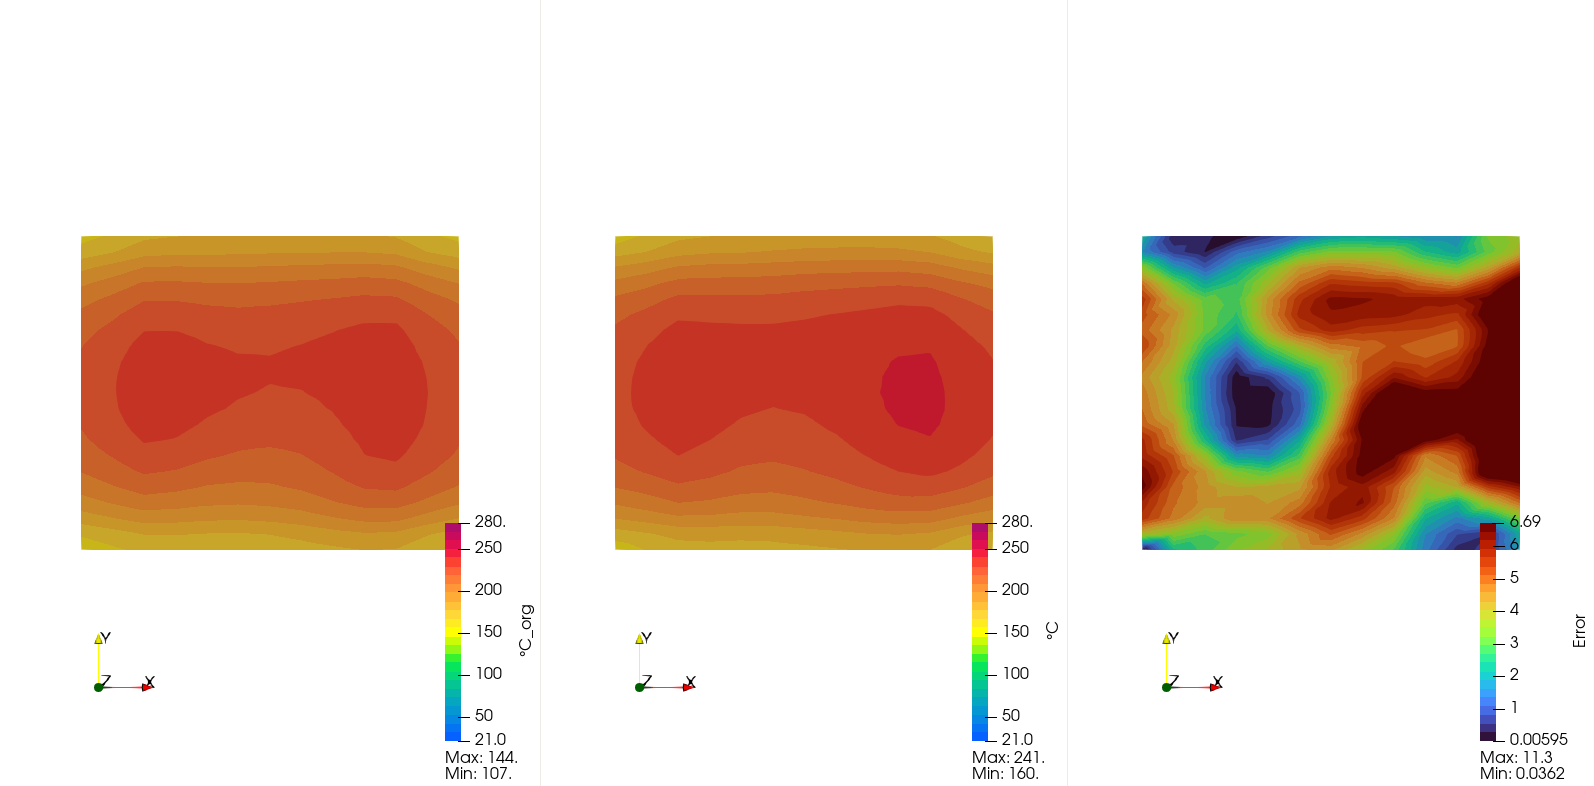 280.
250
200
150
100
50
21.0
°C_org
Max: 144.
Min: 107.
Y
Z
X
280.
250
200
150
100
50
21.0
°C
Max: 241.
Min: 160.
Y
Z
X
6.69
6
5
4
3
2
1
0.00595
Error
Max: 11.3
Min: 0.0362
Y
Z
X